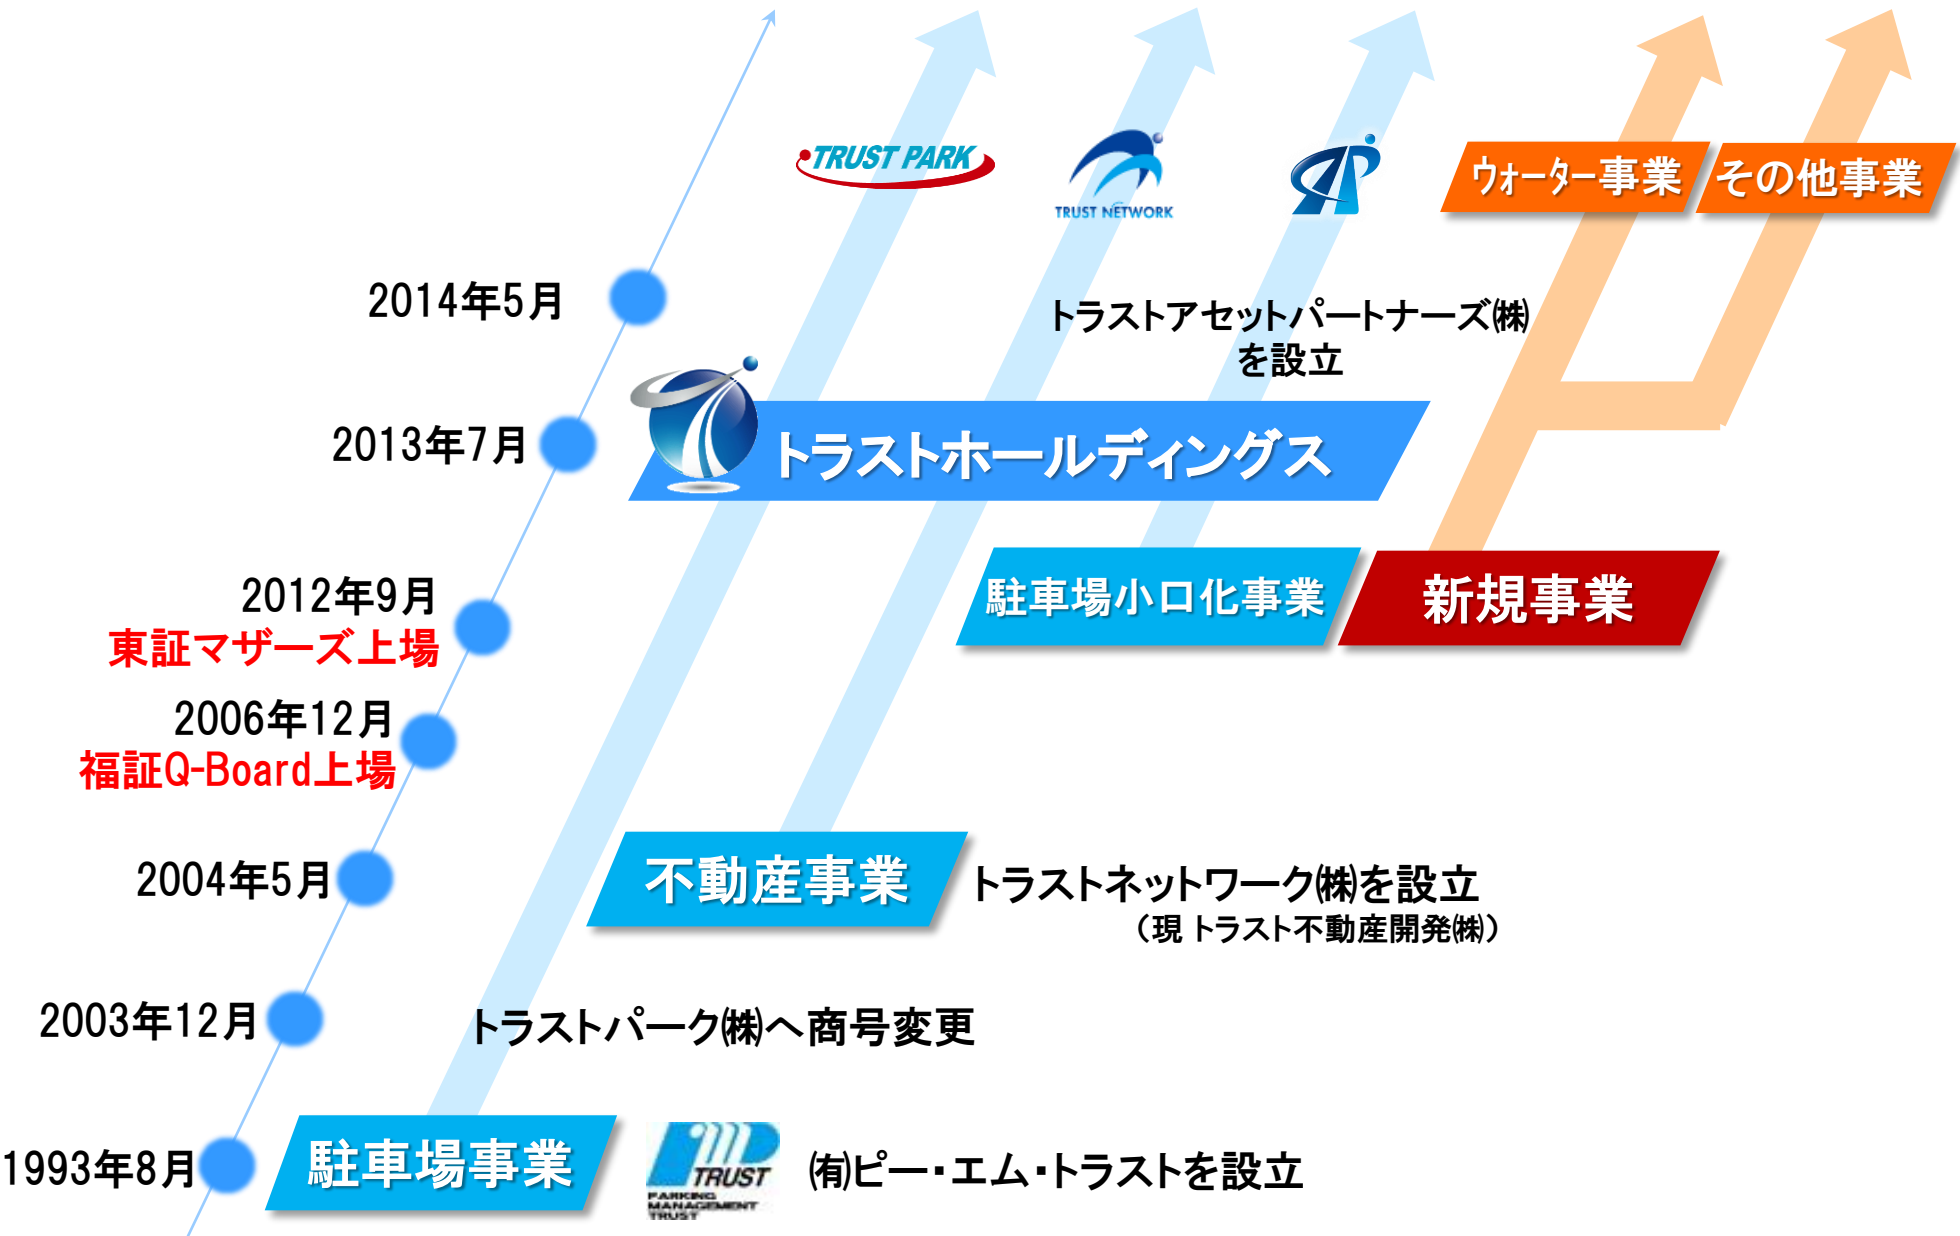 TRUST PARK
TRUST NETWORK
ウォーター事業
その他事業
2014年5月
トラストアセットパートナーズ㈱
を設立
2013年7月
トラストホールディングス
2012年9月
東証マザーズ上場
駐車場小口化事業
新規事業
2006年12月
福証Q-Board上場
2004年5月
不動産事業
トラストネットワーク㈱を設立
（現 トラスト不動産開発㈱）
2003年12月
トラストパーク㈱へ商号変更
1993年8月
駐車場事業
TRUST
PARKING
MANAGEMENT
TRUST
㈲ピー・エム・トラストを設立